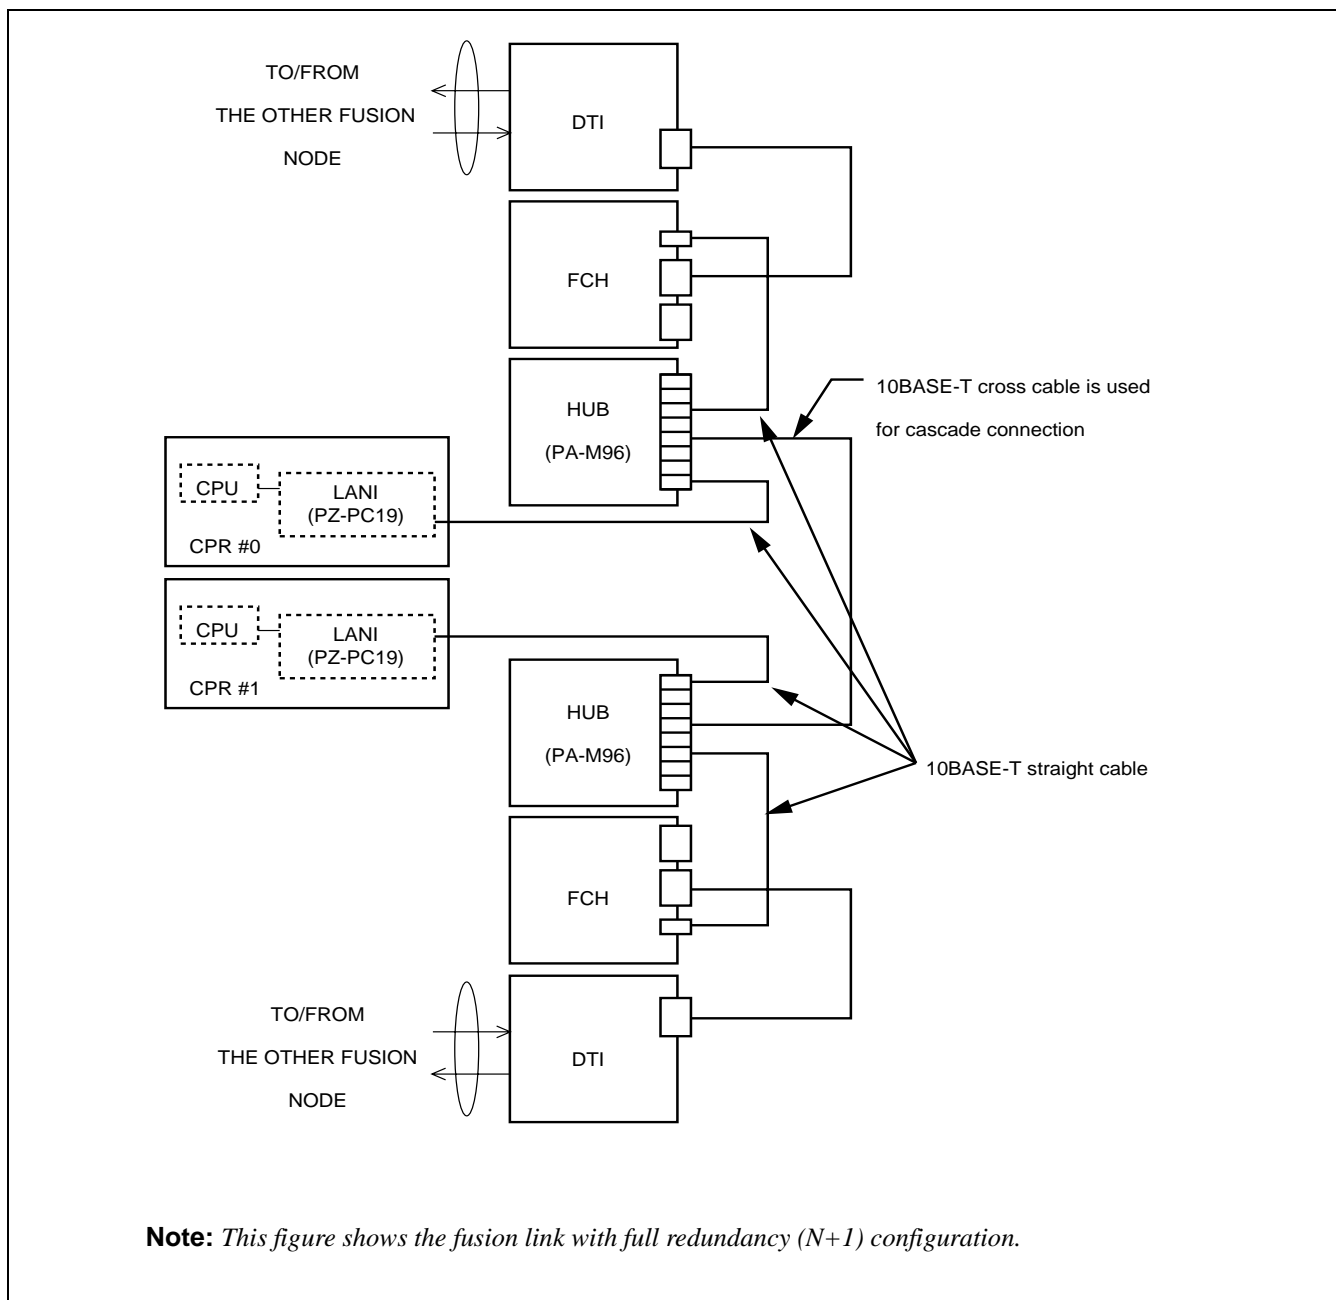 TO/FROM
THE OTHER FUSION
NODE
DTI
FCH
HUB
(PA-M96)
10BASE-T cross cable is used
for cascade connection
CPU
LANI
(PZ-PC19)
CPR #0
CPU
LANI
(PZ-PC19)
CPR #1
HUB
(PA-M96)
10BASE-T straight cable
FCH
TO/FROM
THE OTHER FUSION
NODE
DTI
Note: This figure shows the fusion link with full redundancy (N+1) configuration.